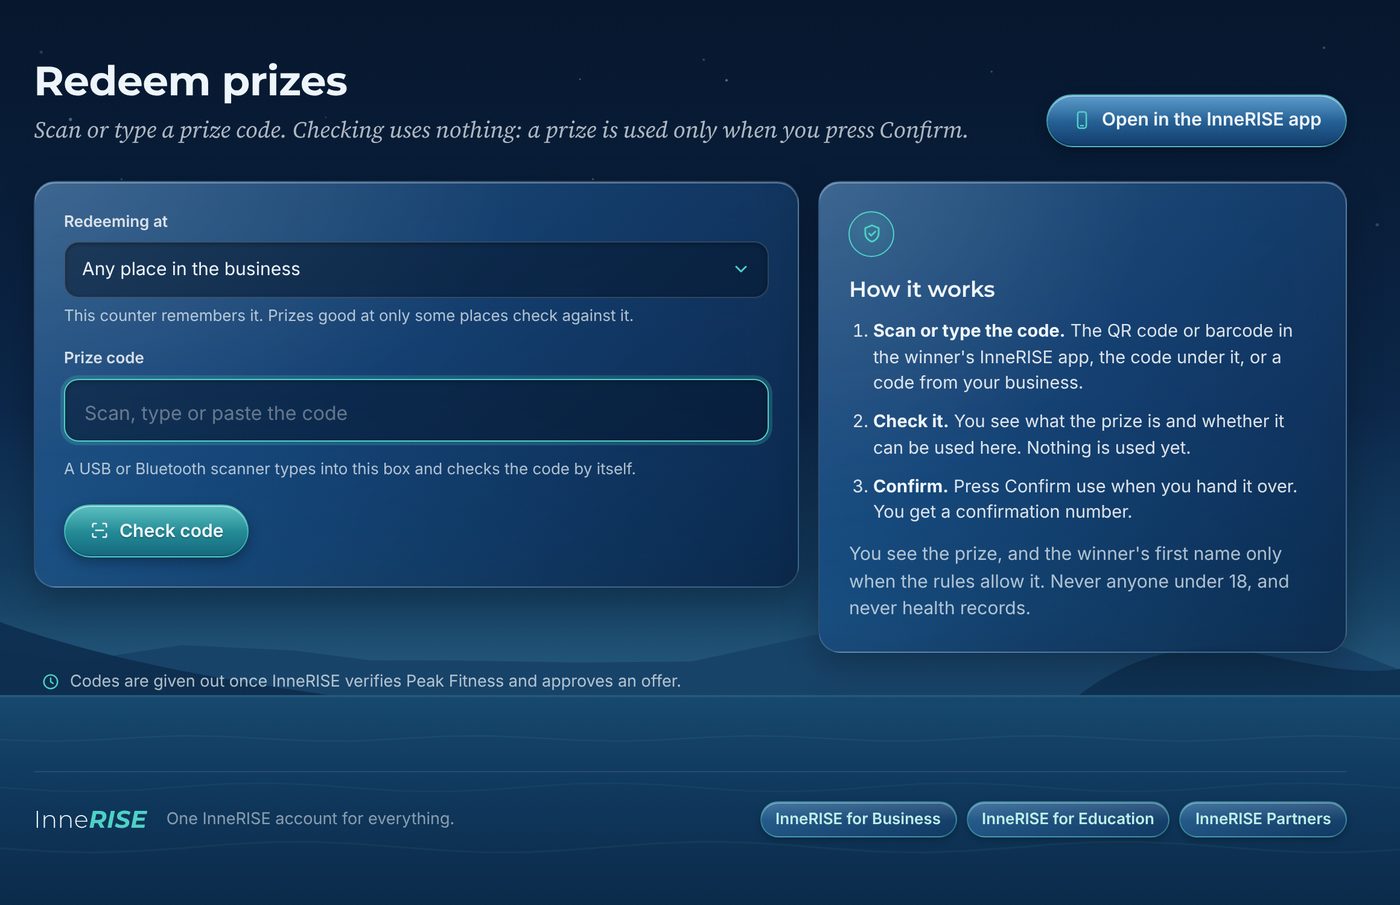 Redeem prizes
Scan or type a prize code. Checking uses nothing: a prize is used only when you press Confirm.
Open in the InneRISE app
Redeeming at
Any place in the business
This counter remembers it. Prizes good at only some places check against it.
Prize code
Scan, type or paste the code
A USB or Bluetooth scanner types into this box and checks the code by itself.
Check code
How it works
1. Scan or type the code. The QR code or barcode in
the winner's InneRISE app, the code under it, or a
code from your business.
2. Check it. You see what the prize is and whether it
can be used here. Nothing is used yet.
3. Confirm. Press Confirm use when you hand it over.
You get a confirmation number.
You see the prize, and the winner's first name only
when the rules allow it. Never anyone under 18, and
never health records.
Codes are given out once InneRISE verifies Peak Fitness and approves an offer.
InneRISE
One InneRISE account for everything.
InneRISE for Business
InneRISE for Education
InneRISE Partners